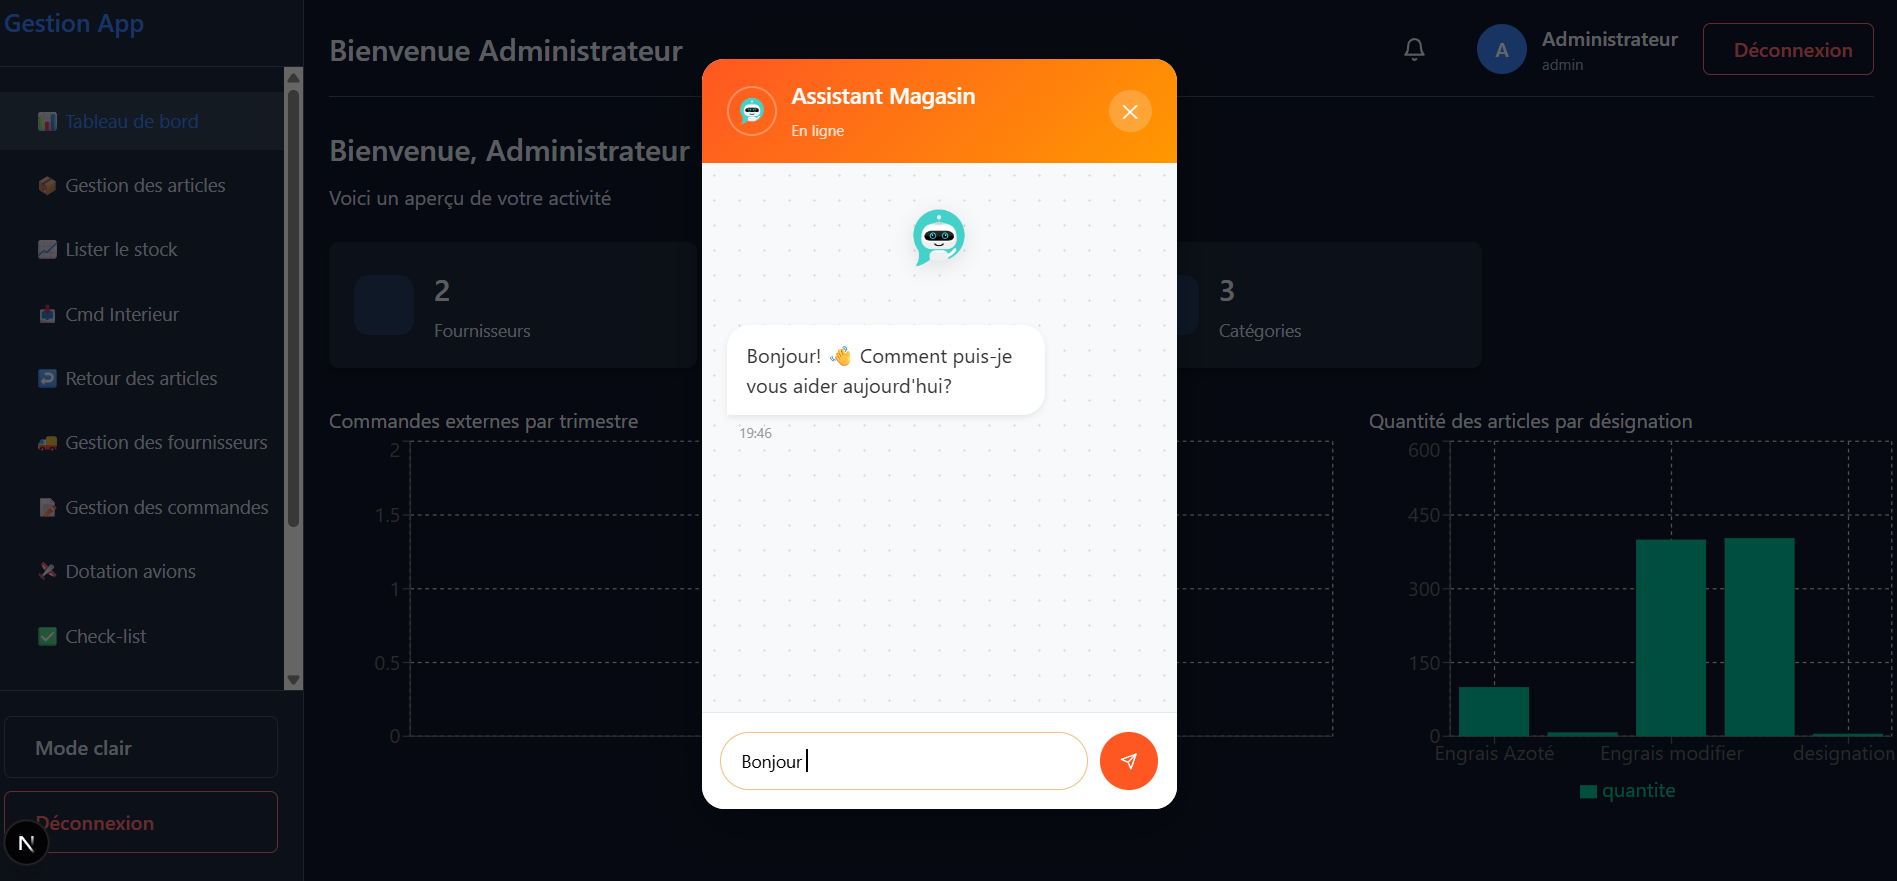 Gestion App
Tableau de bord
Gestion des articles
Lister le stock
Cmd Interieur
Retour des articles
Gestion des fournisseurs
Gestion des commandes
Dotation avions
Check-list
Mode clair
Déconnexion
N
Bienvenue Administrateur
A
Administrateur
admin
Déconnexion
Bienvenue, Administrateur
Voici un aperçu de votre activité
2
Fournisseurs
3
Catégories
Commandes externes par trimestre
2
1.5
1
0.5
0
Quantité des articles par désignation
600
450
300
150
0
Engrais Azoté
Engrais modifier
designation
quantite
Assistant Magasin
En ligne
Bonjour! 👋 Comment puis-je
vous aider aujourd'hui?
19:46
Bonjour